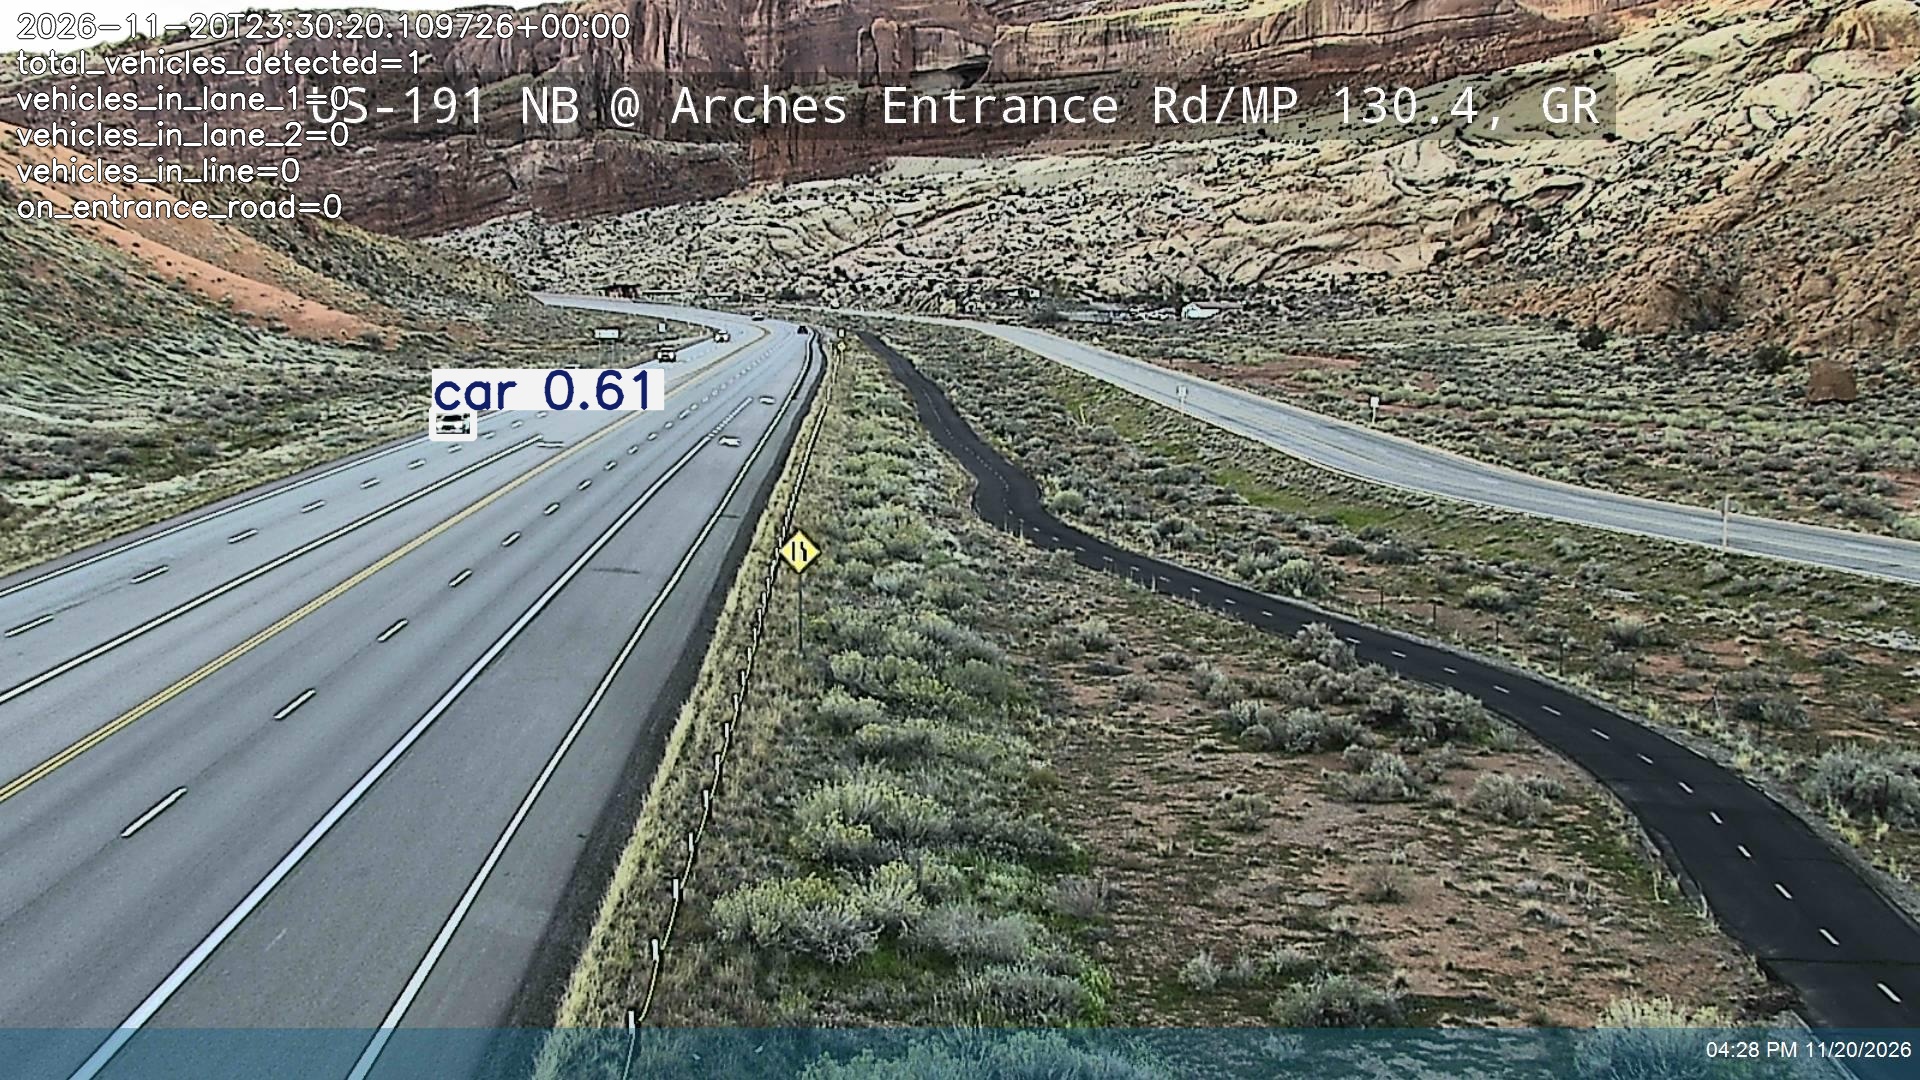 2026-11-20T23:30:20.109726+00:00
total_vehicles_detected=1
vehicles_in_lane_1=0
US-191 NB @ Arches Entrance Rd/MP 130.4, GR
vehicles_in_lane_2=0
vehicles_in_line=0
on_entrance_road=0
car 0.61
04:28 PM 11/20/2026